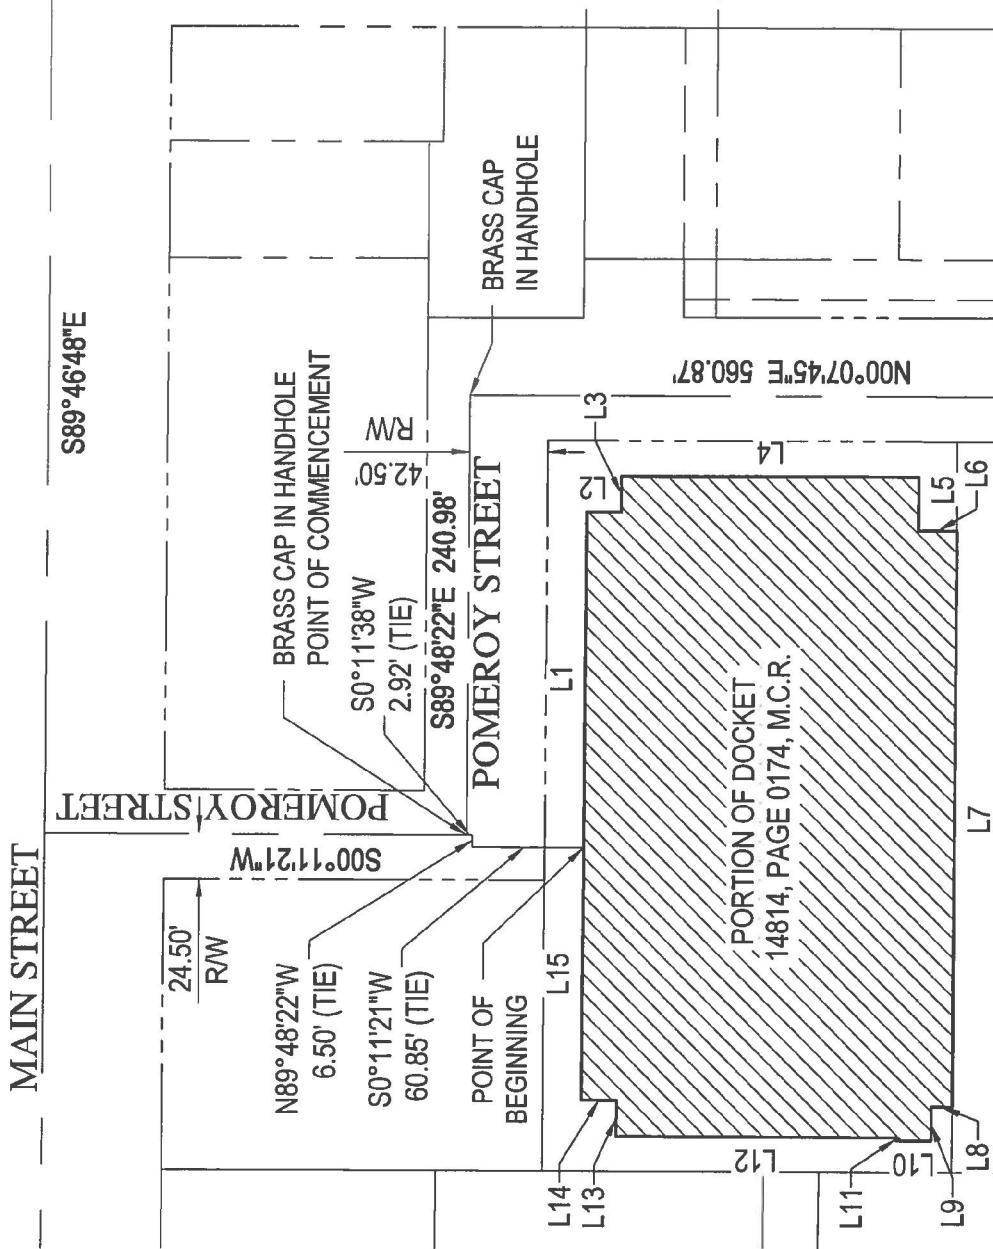 MAIN STREET
S89°46'48"E
24.50'
R/W
S00°11'21"W
POMEROY STREET
BRASS CAP IN HANDHOLE
POINT OF COMMENCEMENT
S0°11'38"W
2.92' (TIE)
42.50'
R/W
BRASS CAP
IN HANDHOLE
N89°48'22"W
6.50' (TIE)
S0°11'21"W
60.85' (TIE)
S89°48'22"E 240.98'
POMEROY STREET
POINT OF
BEGINNING
N00°07'45"E 560.87'
L15
L1
L2
L3
L14
L13
L4
PORTION OF DOCKET
14814, PAGE 0174, M.C.R.
L12
L11
L10
L9
L8
L7
L5
L6